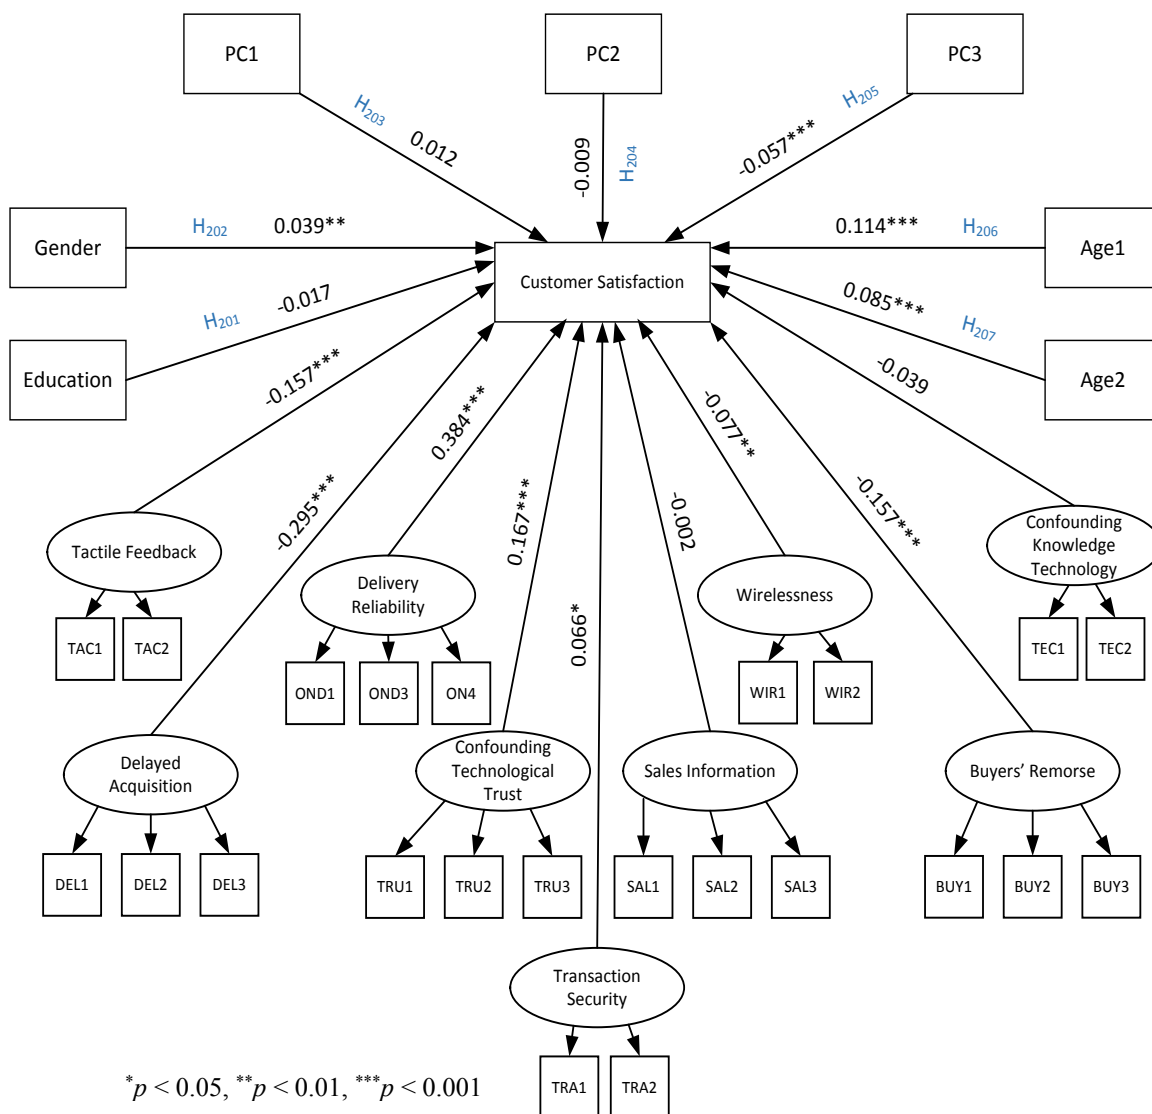 PC1
PC2
PC3
H203
0.012
-0.009
H204
-0.057***
H205
Gender
H202
0.039**
Customer Satisfaction
0.114***
H206
Age1
Education
H201
-0.017
0.085***
H207
Age2
-0.157***
-0.295***
0.384***
0.167***
0.066*
-0.002
-0.077**
-0.157***
-0.039
Tactile Feedback
TAC1
TAC2
Delivery
Reliability
OND1
OND3
ON4
Wirelessness
WIR1
WIR2
Confounding
Knowledge
Technology
TEC1
TEC2
Delayed
Acquisition
DEL1
DEL2
DEL3
Confounding
Technological
Trust
TRU1
TRU2
TRU3
Sales Information
SAL1
SAL2
SAL3
Buyers’ Remorse
BUY1
BUY2
BUY3
Transaction
Security
TRA1
TRA2
*p < 0.05, **p < 0.01, ***p < 0.001